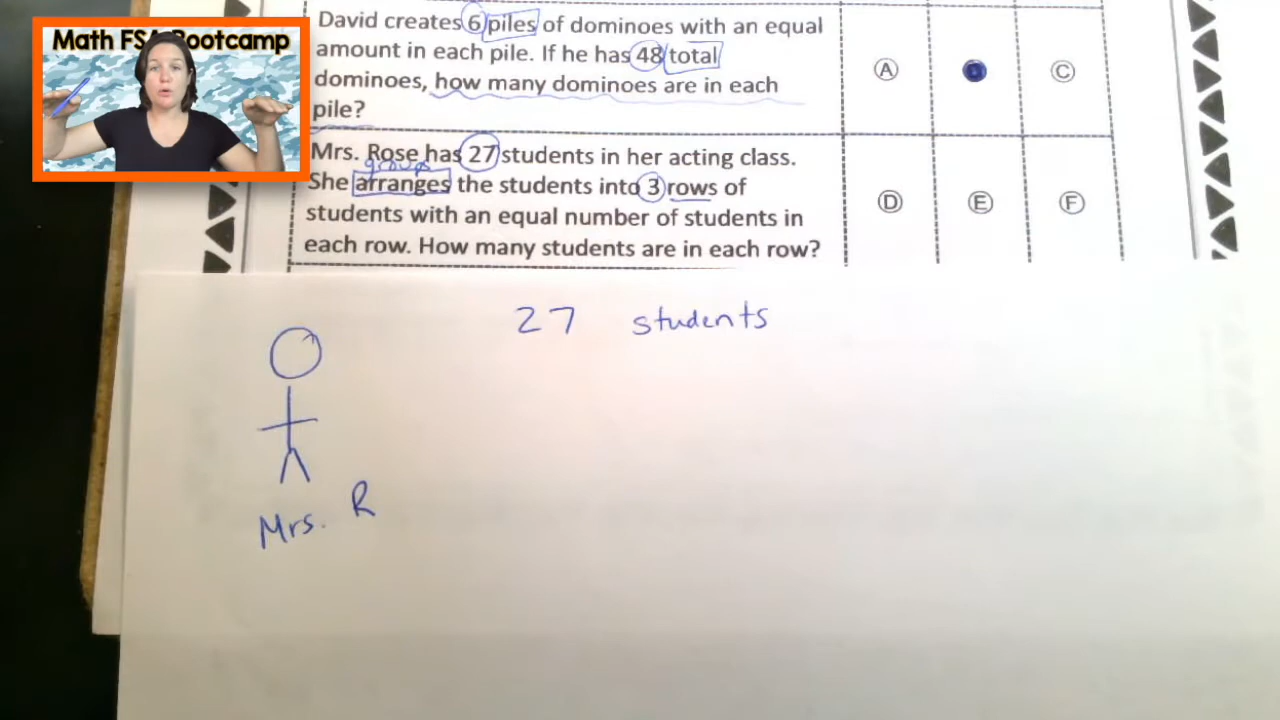 Math FSA Bootcamp
David creates 6 piles of dominoes with an equal
amount in each pile. If he has 48 total
dominoes, how many dominoes are in each
pile?
A C
Mrs. Rose has 27 students in her acting class.
groups
She arranges the students into 3 rows of
students with an equal number of students in
each row. How many students are in each row?
D E F
27 students
Mrs. R